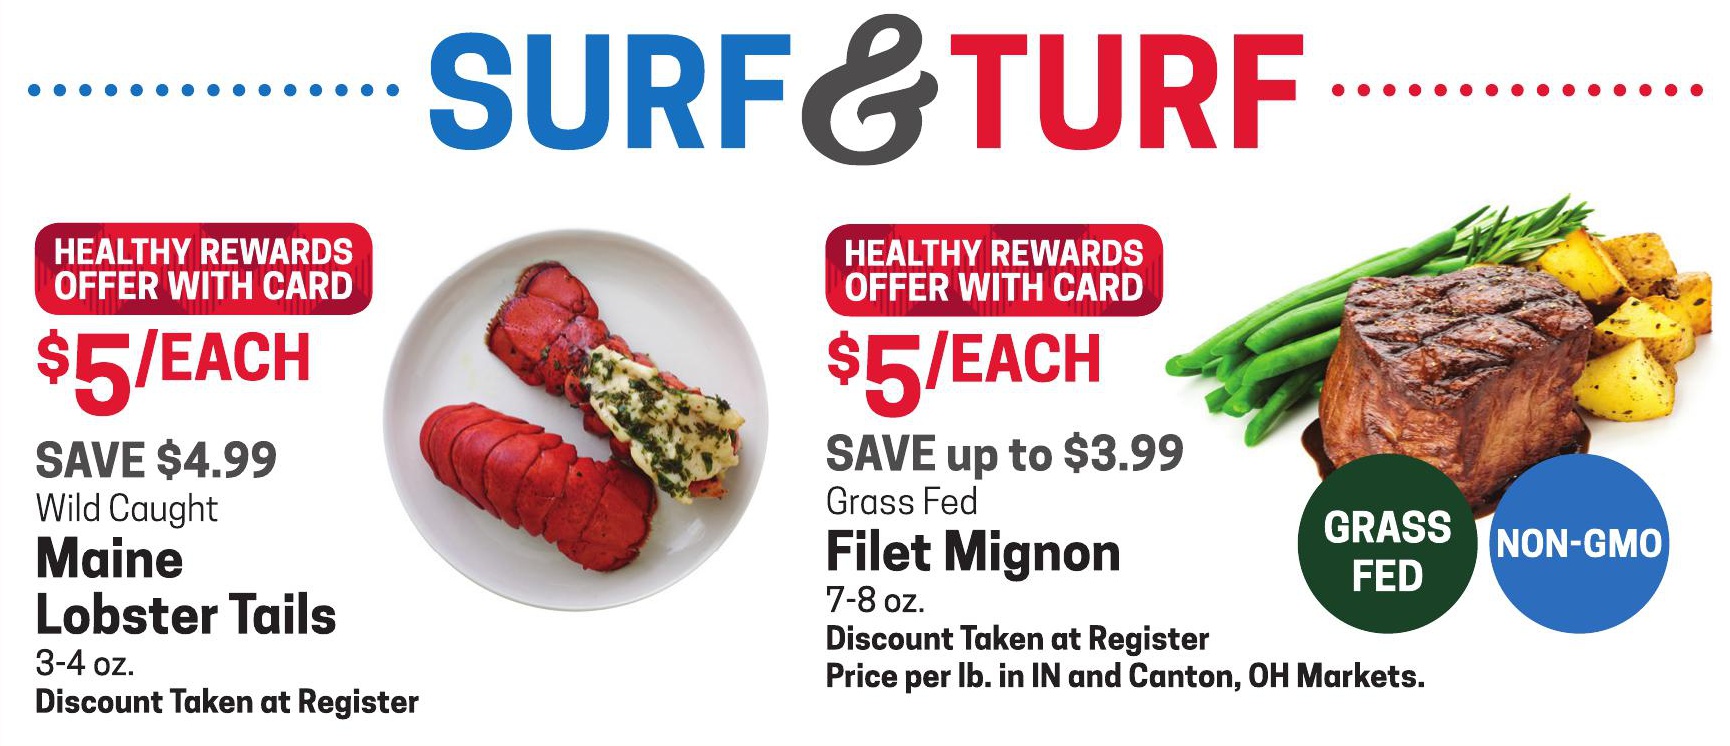 SURF & TURF
HEALTHY REWARDS
OFFER WITH CARD
$5/EACH
SAVE $4.99
Wild Caught
Maine
Lobster Tails
3-4 oz.
Discount Taken at Register
HEALTHY REWARDS
OFFER WITH CARD
$5/EACH
SAVE up to $3.99
Grass Fed
Filet Mignon
7-8 oz.
Discount Taken at Register
Price per lb. in IN and Canton, OH Markets.
GRASS
FED
NON-GMO